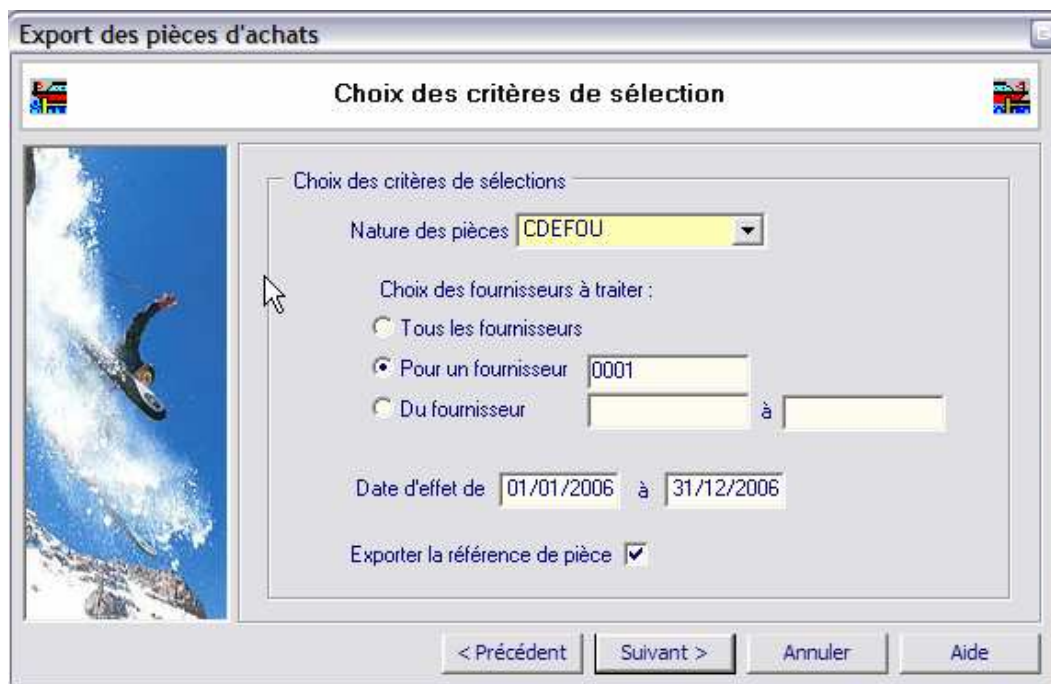 Export des pièces d'achats
Choix des critères de sélection
Choix des critères de sélections
Nature des pièces CDEFOU
Choix des fournisseurs à traiter :
Tous les fournisseurs
Pour un fournisseur 0001
Du fournisseur à
Date d'effet de 01/01/2006 à 31/12/2006
Exporter la référence de pièce
< Précédent Suivant > Annuler Aide